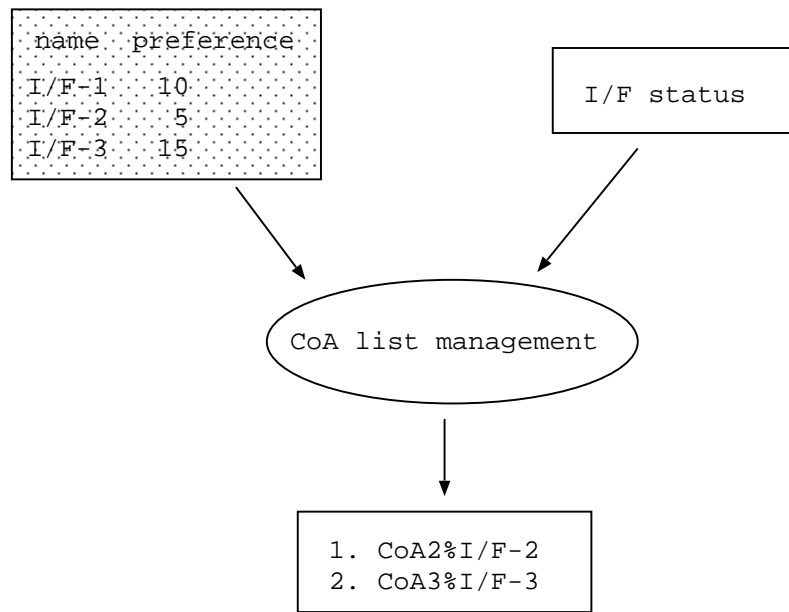 name preference
I/F-1 10
I/F-2 5
I/F-3 15
I/F status
CoA list management
1. CoA2%I/F-2
2. CoA3%I/F-3